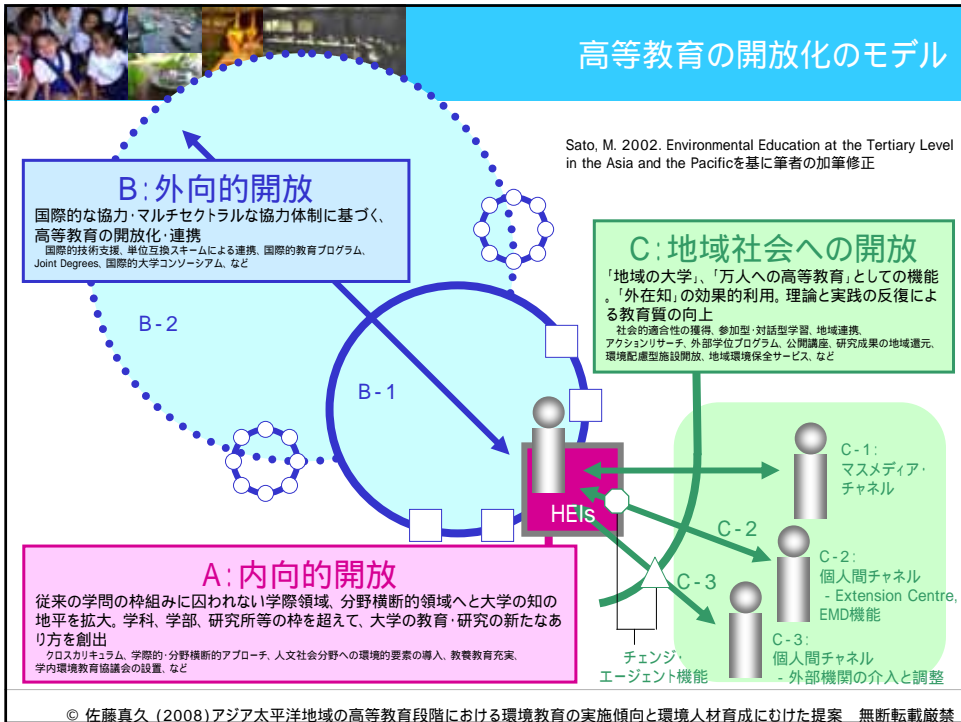 高等教育の開放化のモデル
Sato, M. 2002. Environmental Education at the Tertiary Level
in the Asia and the Pacificを基に筆者の加筆修正
B:外向的開放
国際的な協力・マルチセクトラルな協力体制に基づく、
高等教育の開放化・連携
国際的技術支援、単位互換スキームによる連携、国際的教育プログラム、
Joint Degrees、国際的大学コンソーシアム、など
B-2
B-1
C:地域社会への開放
「地域の大学」、「万人への高等教育」としての機能
。「外在知」の効果的利用。理論と実践の反復によ
る教育質の向上
社会的適合性の獲得、参加型・対話型学習、地域連携、
アクションリサーチ、外部学位プログラム、公開講座、研究成果の地域還元、
環境配慮型施設開放、地域環境保全サービス、など
HEIs
C-1:
マスメディア・
チャネル
C-2
C-2:
個人間チャネル
- Extension Centre,
EMD機能
C-3
C-3:
個人間チャネル
- 外部機関の介入と調整
チェンジ・
エージェント機能
A:内向的開放
従来の学問の枠組みに囚われない学際領域、分野横断的領域へと大学の知の
地平を拡大。学科、学部、研究所等の枠を超えて、大学の教育・研究の新たなあ
り方を創出
クロスカリキュラム、学際的・分野横断的アプローチ、人文社会分野への環境的要素の導入、教養教育充実、
学内環境教育協議会の設置、など
© 佐藤真久 (2008)アジア太平洋地域の高等教育段階における環境教育の実施傾向と環境人材育成にむけた提案 無断転載厳禁